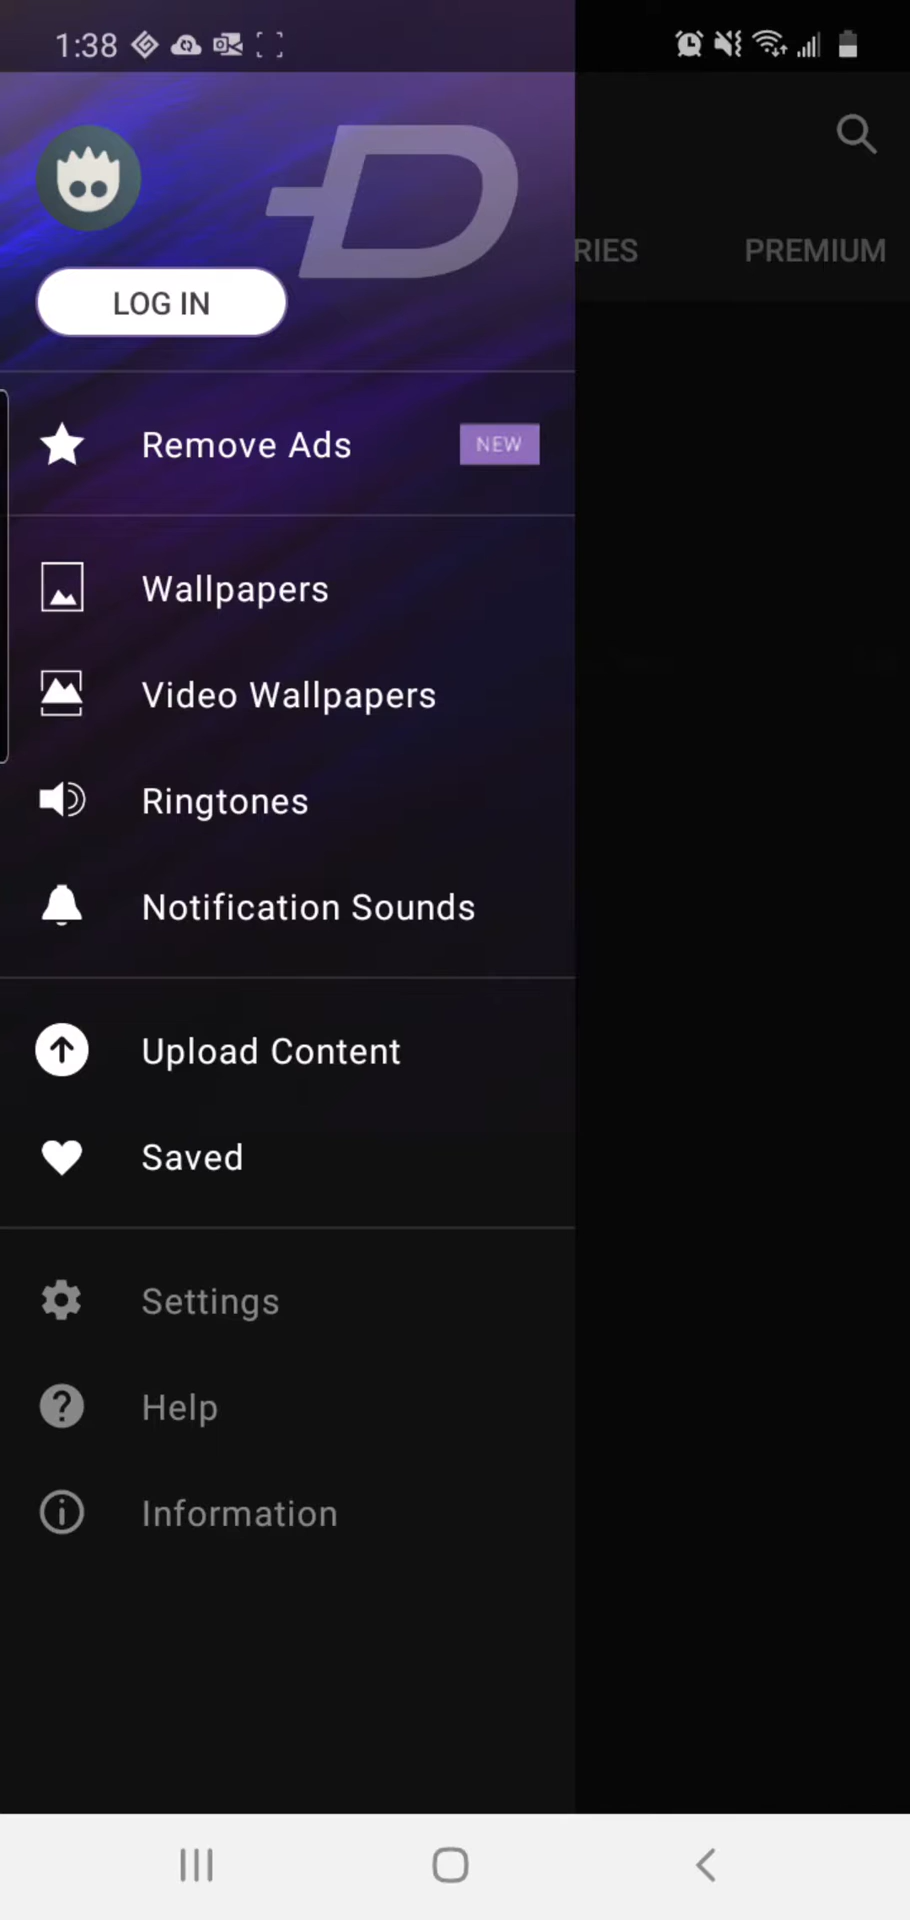 1:38
RIES PREMIUM
LOG IN
Remove Ads NEW
Wallpapers
Video Wallpapers
Ringtones
Notification Sounds
Upload Content
Saved
Settings
Help
Information